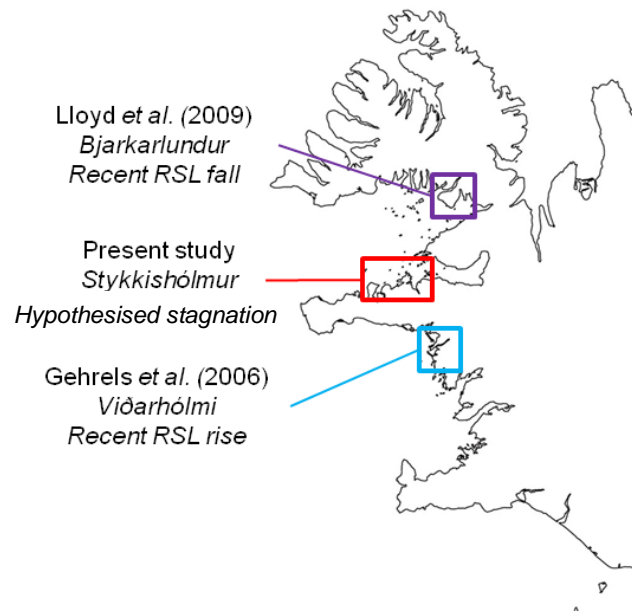 Lloyd et al. (2009)
Bjarkarlundur
Recent RSL fall
Present study
Stykkishólmur
Hypothesised stagnation
Gehrels et al. (2006)
Viðarhólmi
Recent RSL rise